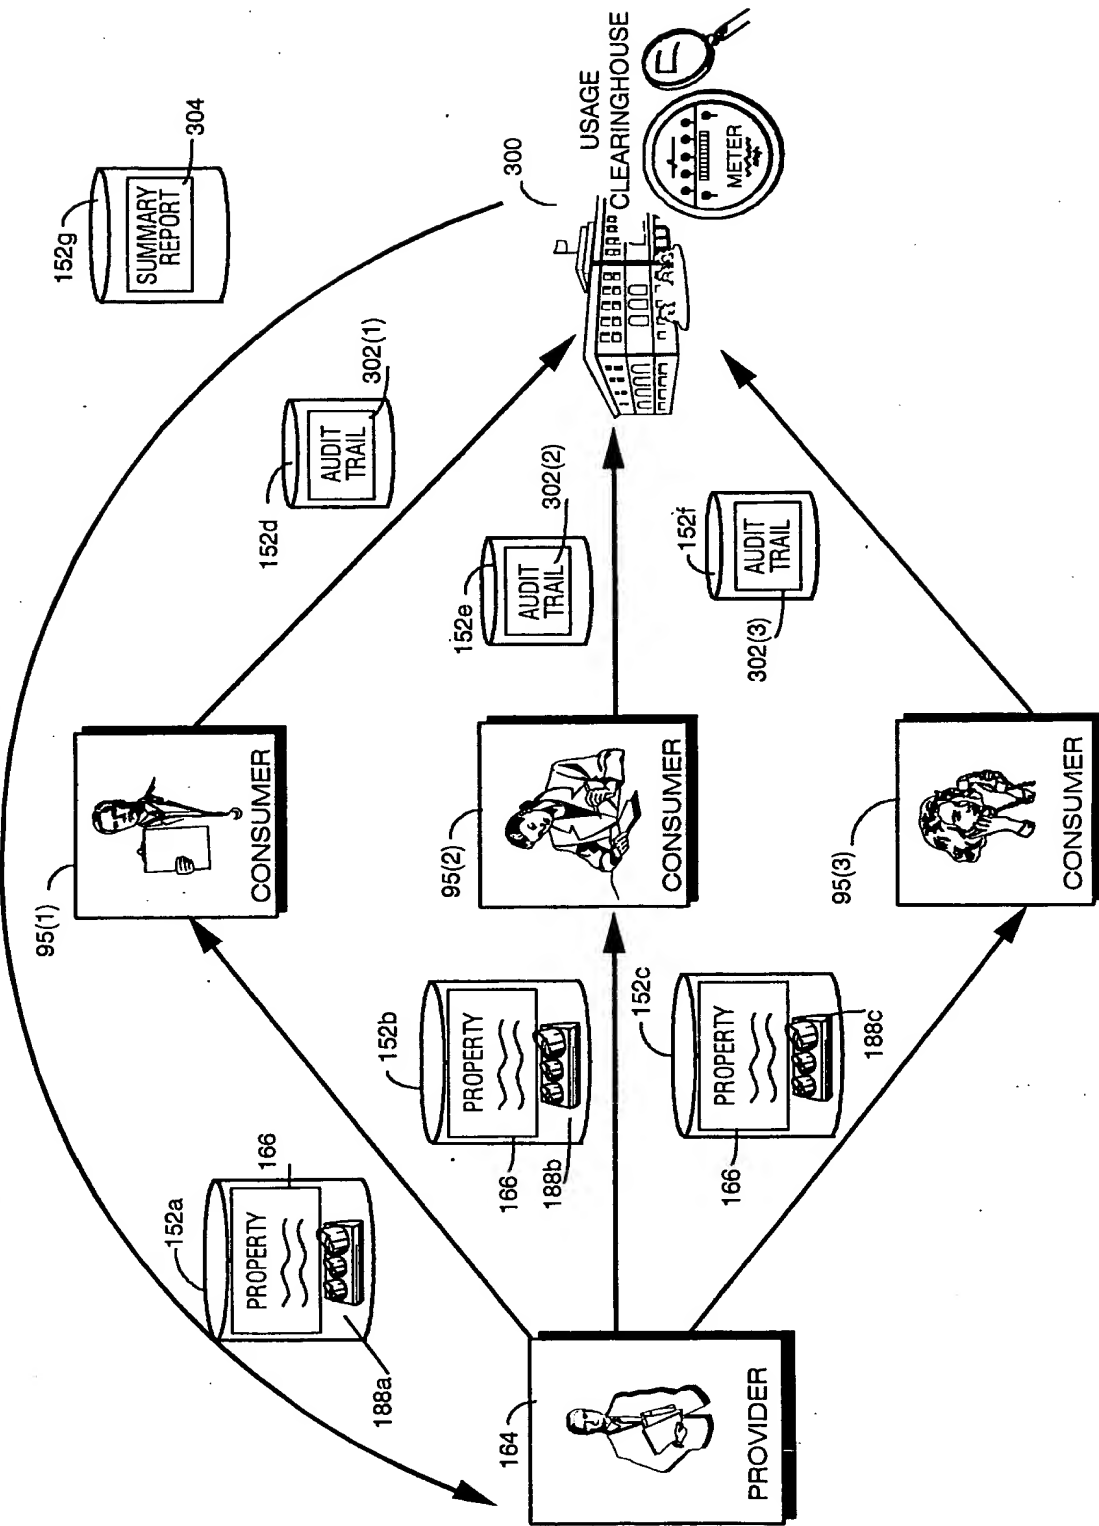 152g
SUMMARY
REPORT
304
300
USAGE
CLEARINGHOUSE
METER
152d
AUDIT
TRAIL
302(1)
152e
AUDIT
TRAIL
302(2)
152f
AUDIT
TRAIL
302(3)
95(1)
CONSUMER
95(2)
CONSUMER
95(3)
CONSUMER
152a
PROPERTY
166
188a
152b
PROPERTY
166
188b
152c
PROPERTY
166
188c
164
PROVIDER